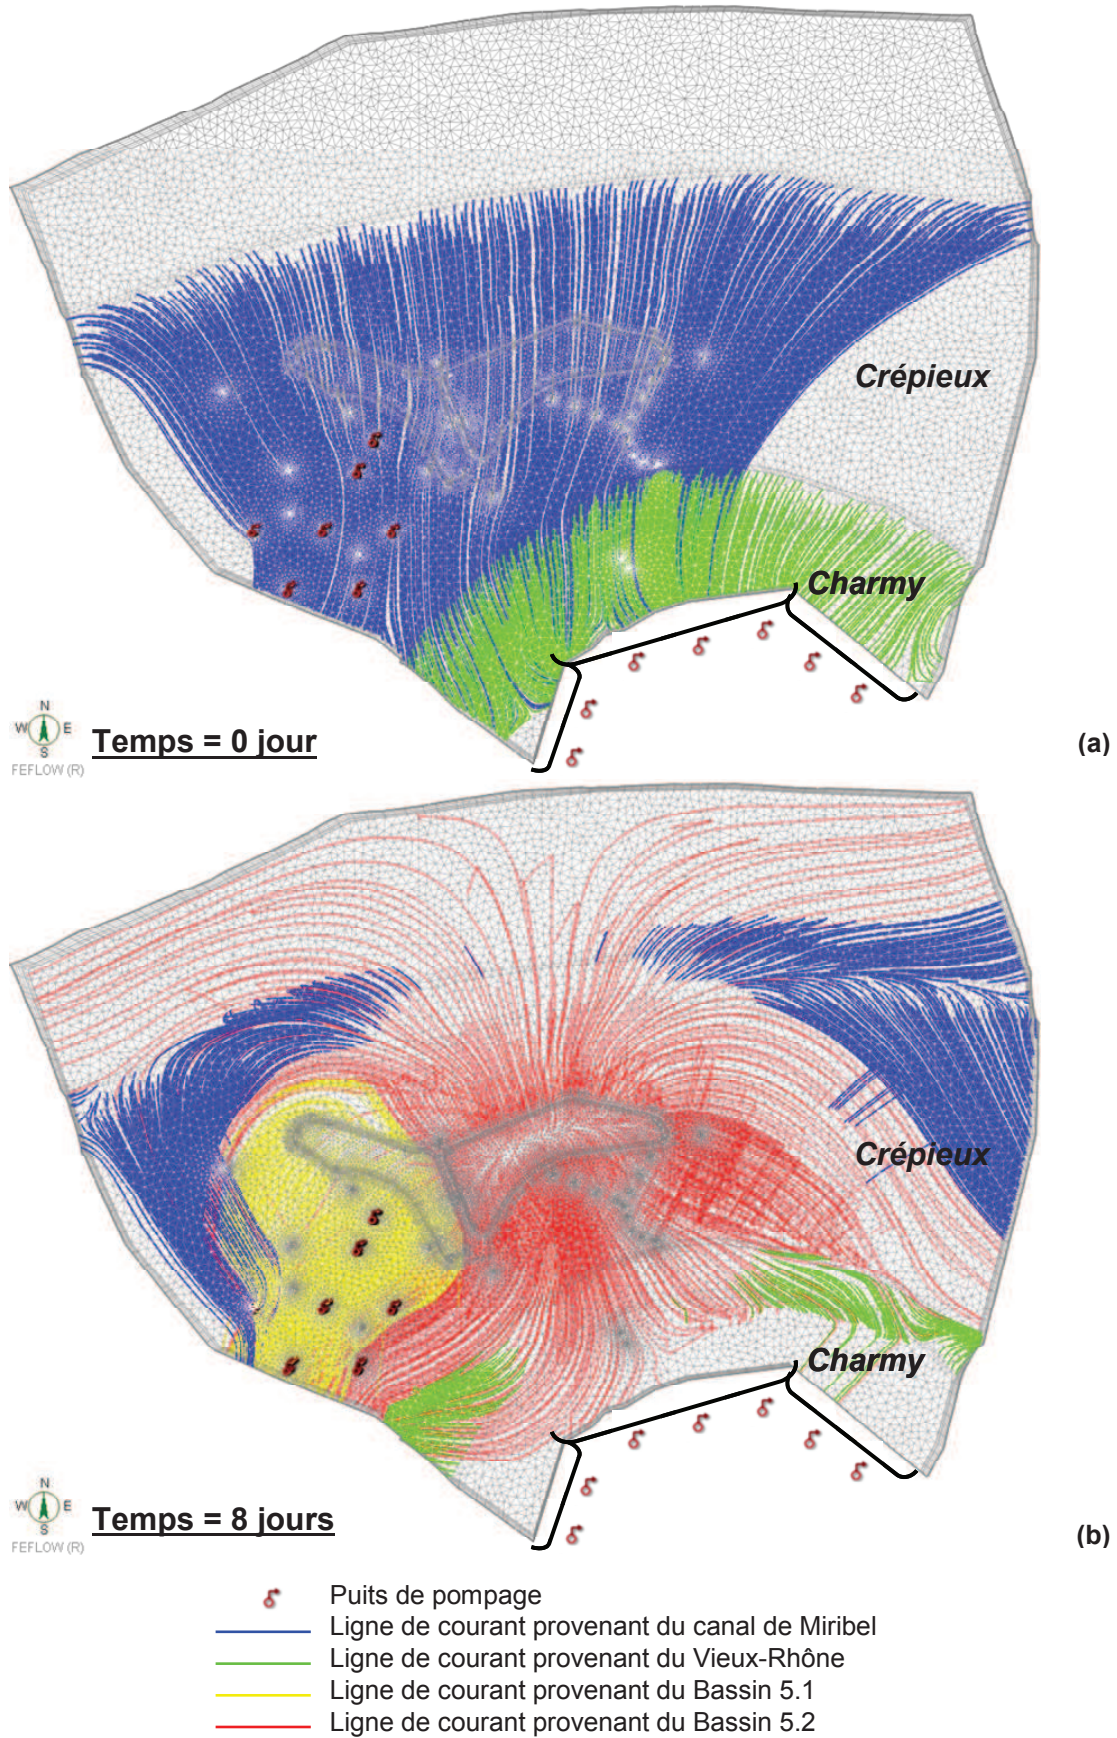 Crépieux
Charmy
N
W E
S
FEFLOW (R)
Temps = 0 jour
(a)
Crépieux
Charmy
N
W E
S
FEFLOW (R)
Temps = 8 jours
(b)
Puits de pompage
Ligne de courant provenant du canal de Miribel
Ligne de courant provenant du Vieux-Rhône
Ligne de courant provenant du Bassin 5.1
Ligne de courant provenant du Bassin 5.2